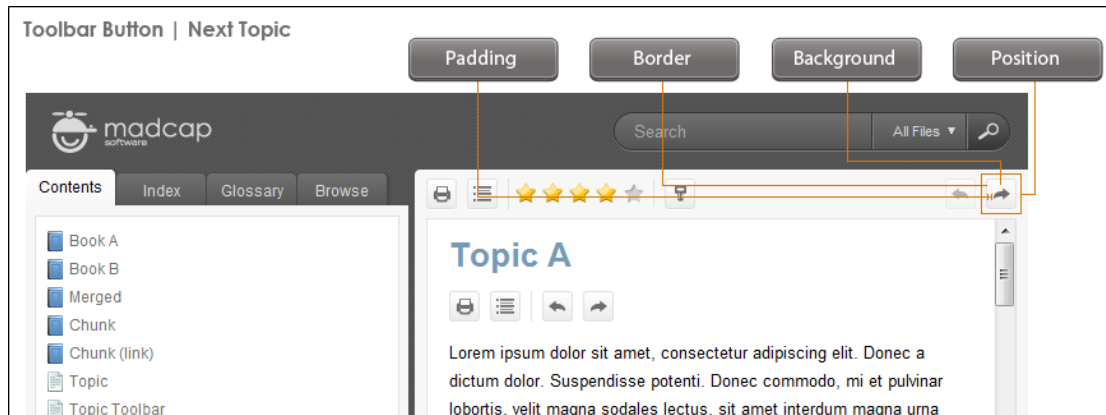 Toolbar Button | Next Topic
Padding Border Background Position
madcap
software
Search All Files
Contents Index Glossary Browse
Book A
Book B
Merged
Chunk
Chunk (link)
Topic
Topic Toolbar
Topic A
Lorem ipsum dolor sit amet, consectetur adipiscing elit. Donec a
dictum dolor. Suspendisse potenti. Donec commodo, mi et pulvinar
lobortis, velit magna sodales lectus, sit amet interdum magna urna